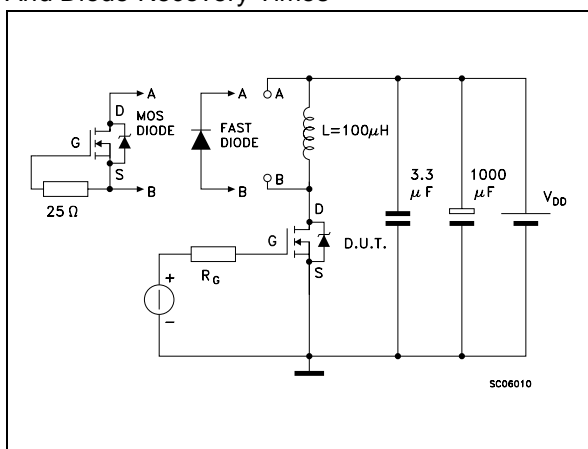 And Diode Recovery Times
A
D
MOS
DIODE
G
S
B
25 Ω
A
FAST
DIODE
B
A
L=100μH
B
D
G
D.U.T.
S
R_G
+
−
3.3
μF
1000
μF
V_DD
SC06010